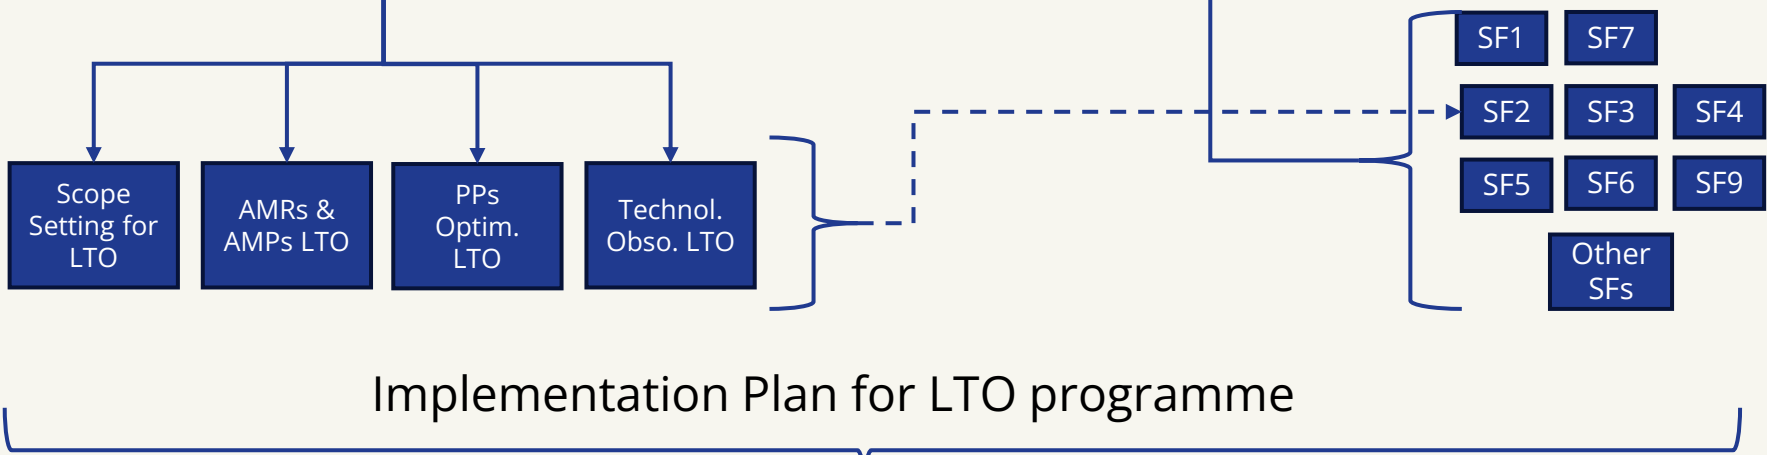 Scope
Setting for
LTO
AMRs &
AMPs LTO
PPs
Optim.
LTO
Technol.
Obso. LTO
SF1
SF7
SF2
SF3
SF4
SF5
SF6
SF9
Other
SFs
Implementation Plan for LTO programme